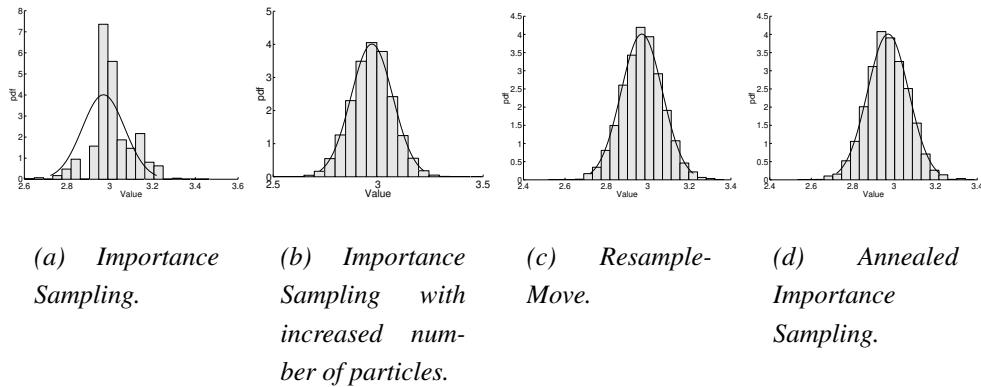 8
7
6
5
4
3
2
1
0
pdf
2.6 2.8 3 3.2 3.4 3.6
Value
5
4
3
2
1
0
pdf
2.5 3 3.5
Value
4.5
4
3.5
3
2.5
2
1.5
1
0.5
0
pdf
2.4 2.6 2.8 3 3.2 3.4
Value
4.5
4
3.5
3
2.5
2
1.5
1
0.5
0
pdf
2.4 2.6 2.8 3 3.2 3.4
Value
(a) Importance
Sampling.
(b) Importance
Sampling with
increased num-
ber of particles.
(c) Resample-
Move.
(d) Annealed
Importance
Sampling.